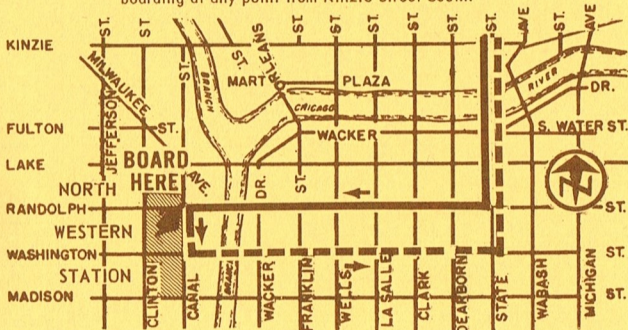 ST.
ST
ORLEANS
ST.
ST.
ST.
ST.
ST.
ST.
AVE
ST.
AVE
KINZIE
ST.
BRANCH
MILWAUKEE
MART
PLAZA
RIVER
DR.
CHICAGO
JEFFERSON
FULTON
ST.
WACKER
S. WATER ST.
LAKE
BOARD
HERE
AVE.
DR.
ST.
N
NORTH
RANDOLPH
ST.
WESTERN
WASHINGTON
ST.
STATION
MADISON
ST.
CLINTON
CANAL
BRANCH
WACKER
FRANKLIN
WELLS
LA SALLE
CLARK
DEARBORN
STATE
WABASH
MICHIGAN